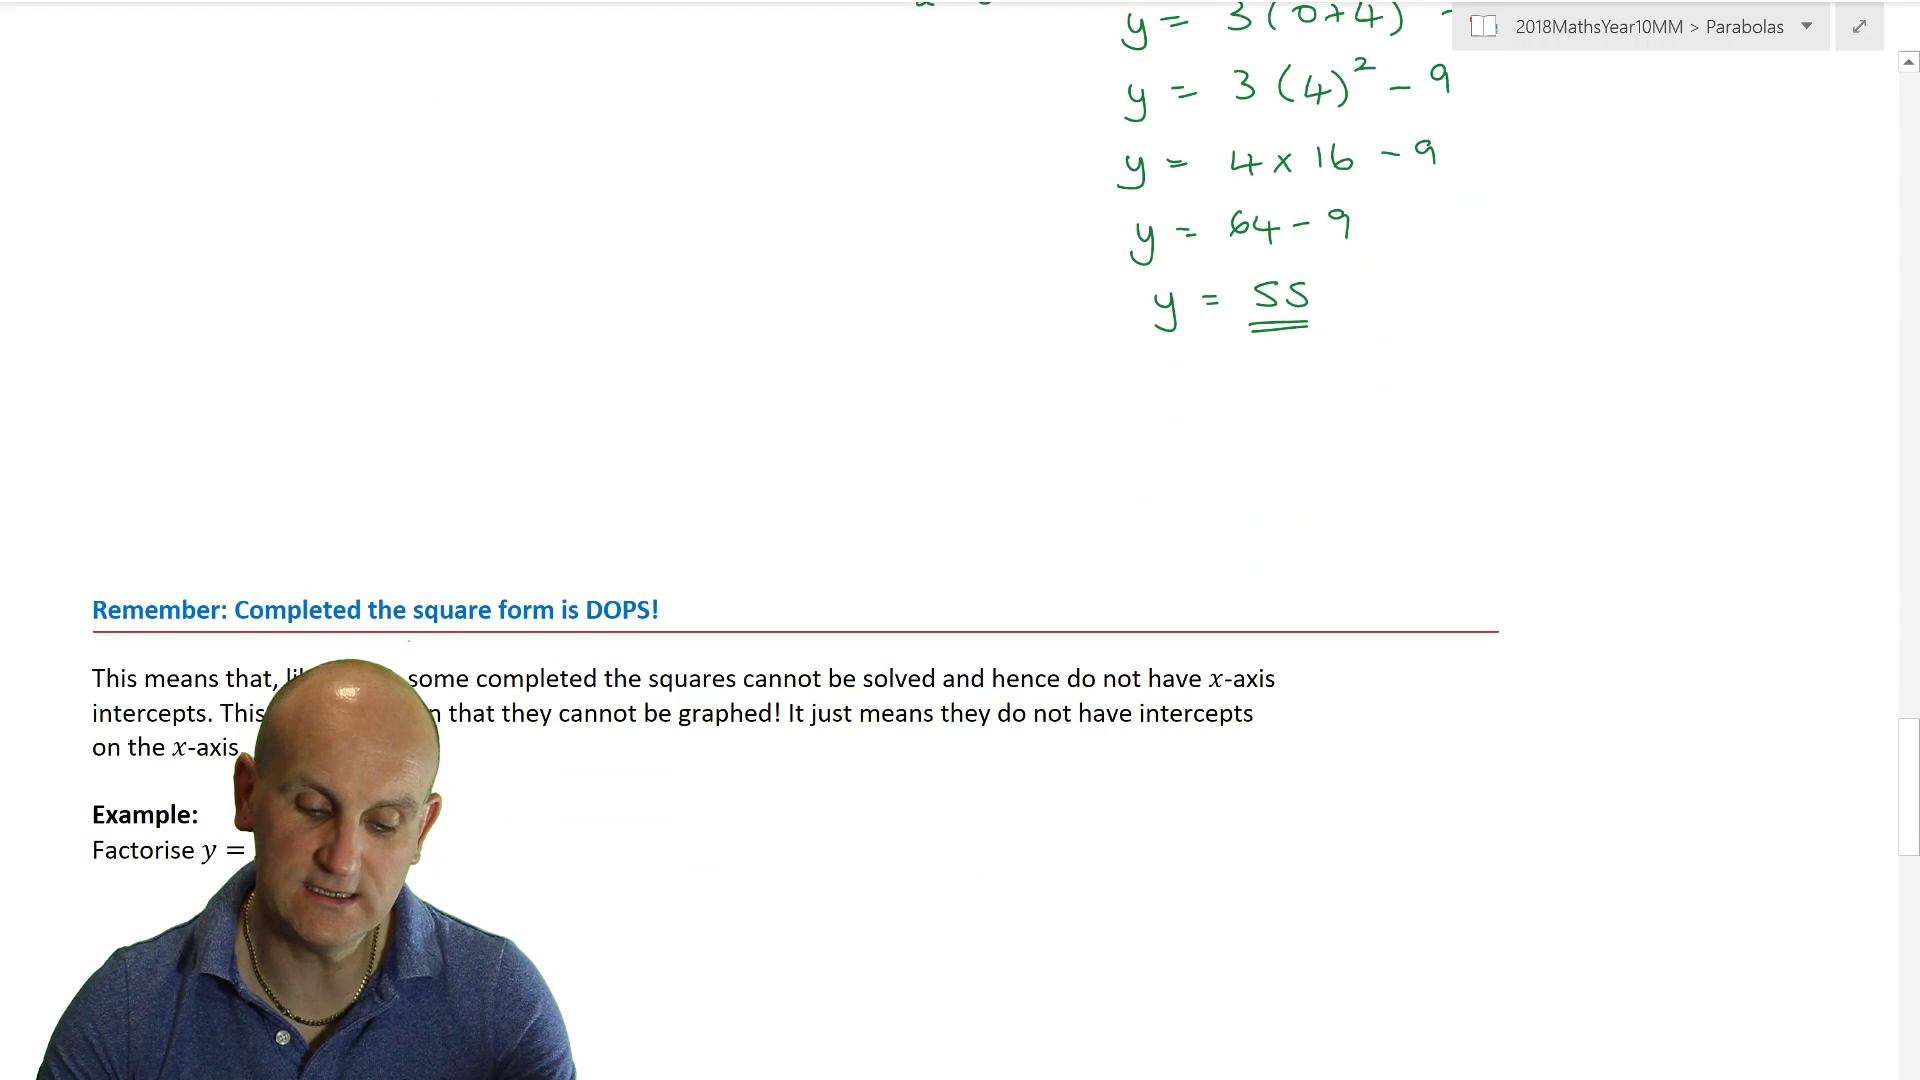 y = 3(0+4)
2018MathsYear10MM > Parabolas
y = 3(4)² - 9
y = 4 x 16 - 9
y = 64 - 9
y = 55
Remember: Completed the square form is DOPS!
This means that, some completed the squares cannot be solved and hence do not have x-axis
intercepts. This that they cannot be graphed! It just means they do not have intercepts
on the x-axis
Example:
Factorise y =